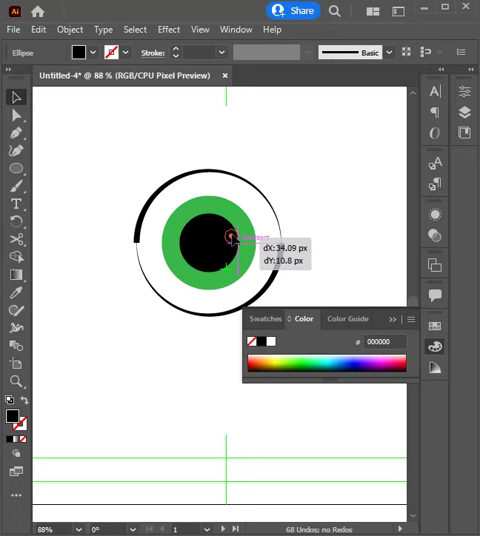 Ai
Share
File Edit Object Type Select Effect View Window Help
Ellipse Stroke: Basic
Untitled-4* @ 88 % (RGB/CPU Pixel Preview) ×
dX:34.09 px
dY:10.8 px
Swatches Color Color Guide
# 000000
88% 0° 1 68 Undos; no Redos